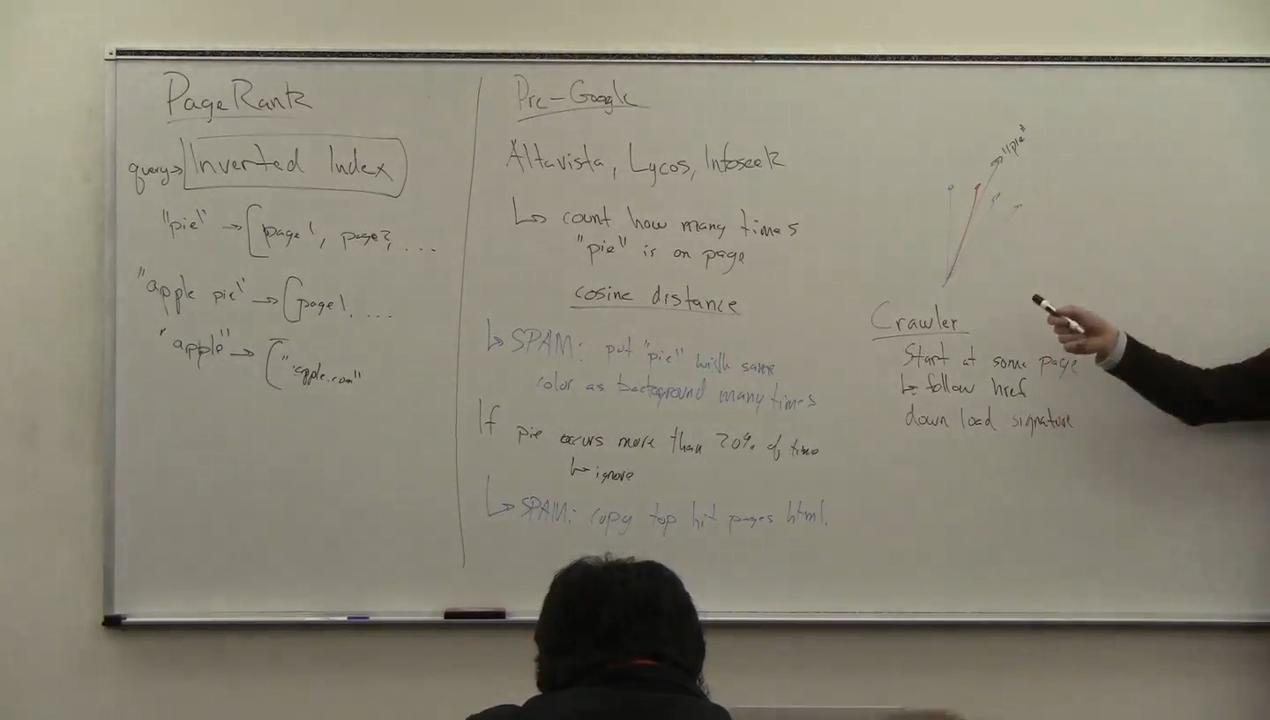 PageRank
query→ Inverted Index
"pie" → [page1, page2, ...
"apple pie" → [page1, ...
"apple" → ["apple.com"
Pre-Google
Altavista, Lycos, Infoseek
↳ count how many times
"pie" is on page
cosine distance
↳ SPAM: put "pie" with same
color as background many times
If pie occurs more than 20% of time
↳ ignore
↳ SPAM: copy top hit pages html.
"pie"
Crawler
Start at some page
↳ follow href
down load signature